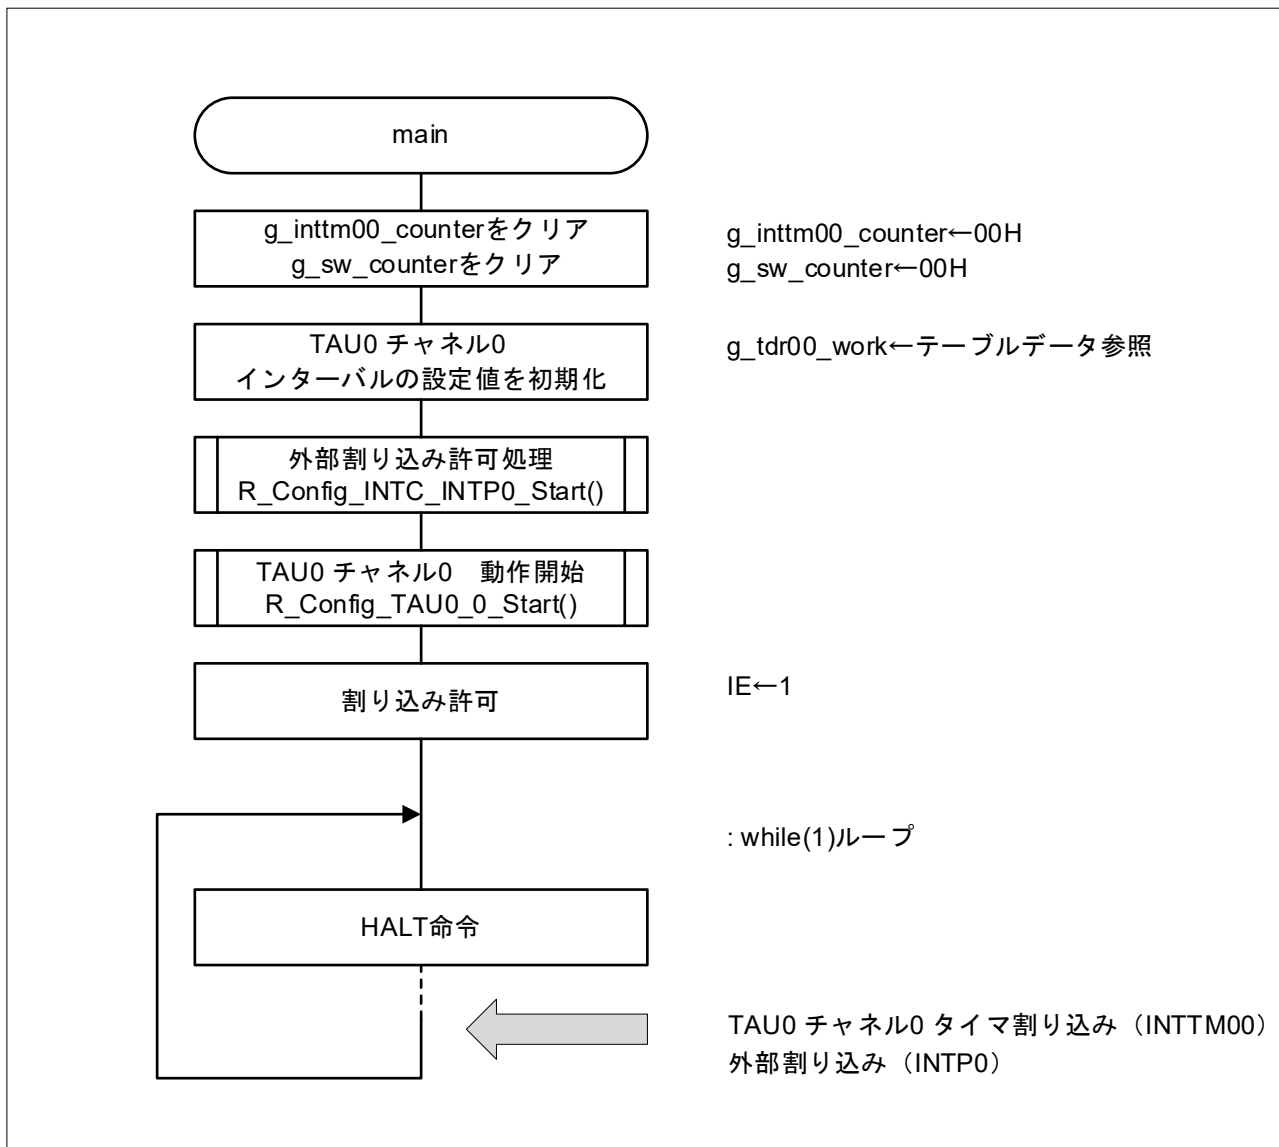 main
g_inttm00_counterをクリア
g_sw_counterをクリア
g_inttm00_counter←00H
g_sw_counter←00H
TAU0 チャネル0
インターバルの設定値を初期化
g_tdr00_work←テーブルデータ参照
外部割り込み許可処理
R_Config_INTC_INTP0_Start()
TAU0 チャネル0　動作開始
R_Config_TAU0_0_Start()
割り込み許可
IE←1
: while(1)ループ
HALT命令
TAU0 チャネル0 タイマ割り込み（INTTM00）
外部割り込み（INTP0）